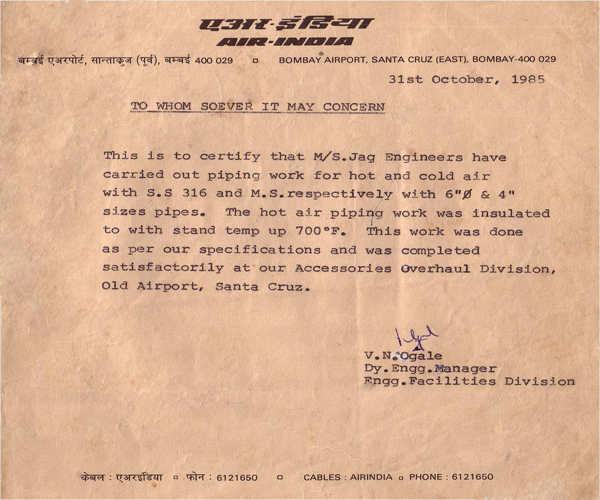 एअर-इंडिया
AIR-INDIA
बम्बई एअरपोर्ट, सान्ताक्रूज (पूर्व), बम्बई 400 029 □ BOMBAY AIRPORT, SANTA CRUZ (EAST), BOMBAY-400 029
31st October, 1985
TO WHOM SOEVER IT MAY CONCERN
This is to certify that M/S.Jag Engineers have
carried out piping work for hot and cold air
with S.S 316 and M.S.respectively with 6"Ø & 4"
sizes pipes. The hot air piping work was insulated
to with stand temp up 700°F. This work was done
as per our specifications and was completed
satisfactorily at our Accessories Overhaul Division,
Old Airport, Santa Cruz.
V.N.Ogale
Dy.Engg.Manager
Engg.Facilities Division
केबल : एअरइंडिया □ फोन : 6121650 □ CABLES : AIRINDIA □ PHONE : 6121650